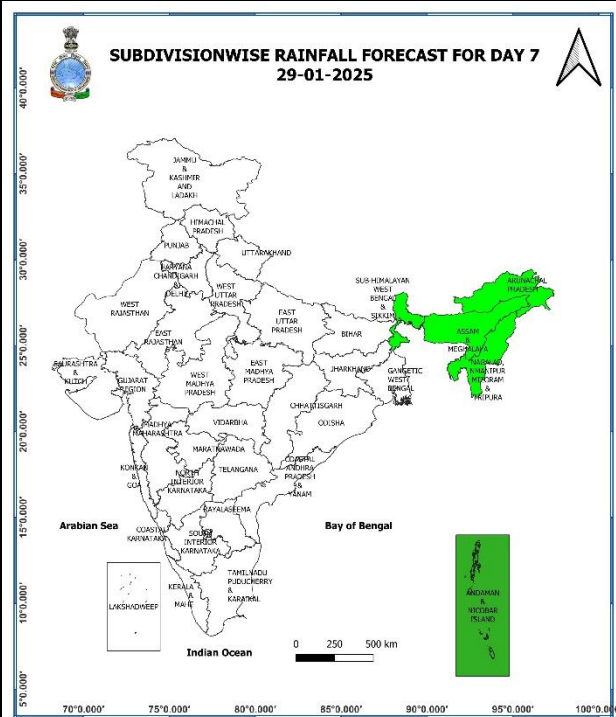 SUBDIVISIONWISE RAINFALL FORECAST FOR DAY 7
29-01-2025
40°0.000'
35°0.000'
30°0.000'
25°0.000'
20°0.000'
15°0.000'
10°0.000'
5°0.000'
JAMMU
&
KASHMIR
AND
LADAKH
HIMACHAL
PRADESH
PUNJAB
UTTARAKHAND
HARYANA
CHANDIGARH
&
DELHI
WEST
UTTAR
PRADESH
WEST
RAJASTHAN
EAST
RAJASTHAN
EAST
UTTAR
PRADESH
SUB-HIMALAYAN
WEST
BENGAL
&
SIKKIM
ARUNACHAL
PRADESH
ASSAM
&
MEGHALAYA
MIZORAM
&
TRIPURA
BIHAR
JHARKHAND
GANGETIC
WEST
BENGAL
SAURASHTRA
&
KUTCH
GUJARAT
REGION
WEST
MADHYA
PRADESH
EAST
MADHYA
PRADESH
CHHATTISGARH
ODISHA
MADHYA
MAHARASHTRA
VIDARBHA
MARATHAWADA
TELANGANA
KONKAN
&
GOA
NORTH
INTERIOR
KARNATAKA
COASTAL
ANDHRA
PRADESH
&
YANAM
RAYALASEEMA
COASTAL
KARNATAKA
SOUTH
INTERIOR
KARNATAKA
TAMILNADU
PUDUCHERRY
&
KARAIKAL
KERALA
&
MAHE
LAKSHADWEEP
ANDAMAN
&
NICOBAR
ISLAND
Arabian Sea
Bay of Bengal
Indian Ocean
0 250 500 km
70°0.000' 75°0.000' 80°0.000' 85°0.000' 90°0.000' 95°0.000' 100°0.0